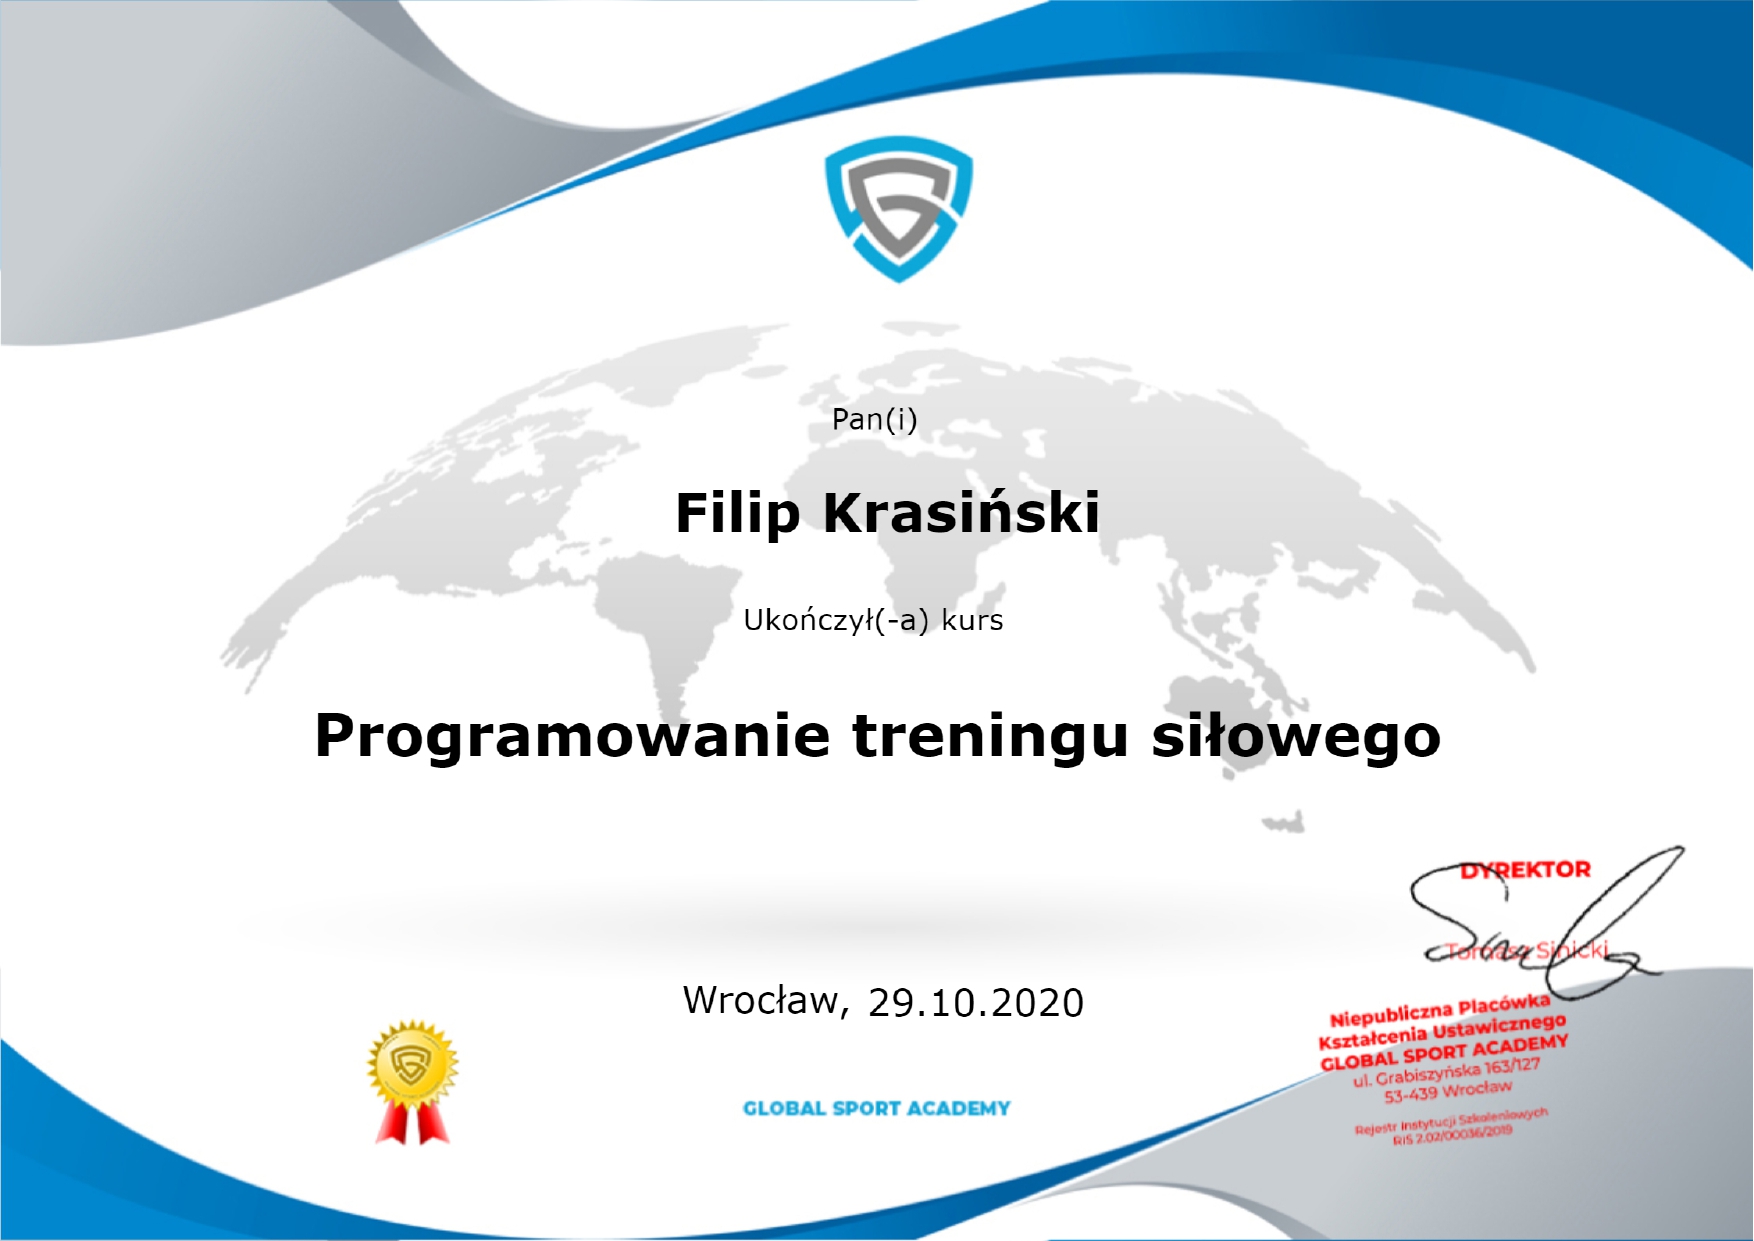 Pan(i)
Filip Krasiński
Ukończył(-a) kurs
Programowanie treningu siłowego
DYREKTOR
Tomasz Sinicki
Wrocław, 29.10.2020
Niepubliczna Placówka
Kształcenia Ustawicznego
GLOBAL SPORT ACADEMY
ul. Grabiszyńska 163/127
53-439 Wrocław
Rejestr Instytucji Szkoleniowych
RIS 2.02/00036/2019
GLOBAL SPORT ACADEMY